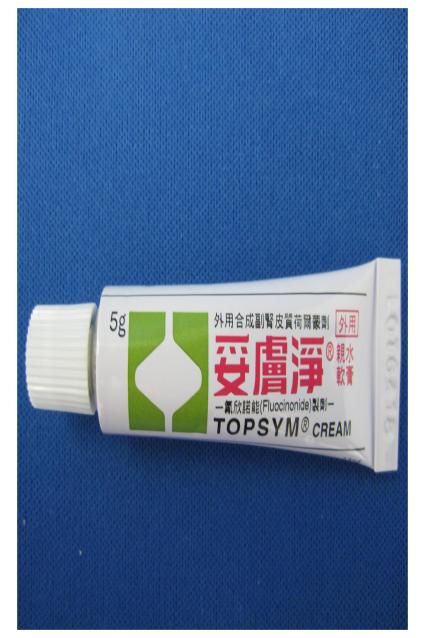 5g
外用合成副腎皮質荷爾蒙劑
外用
妥膚淨®
親水
軟膏
—氟欣諾能(Fluocinonide)製劑—
TOPSYM® CREAM